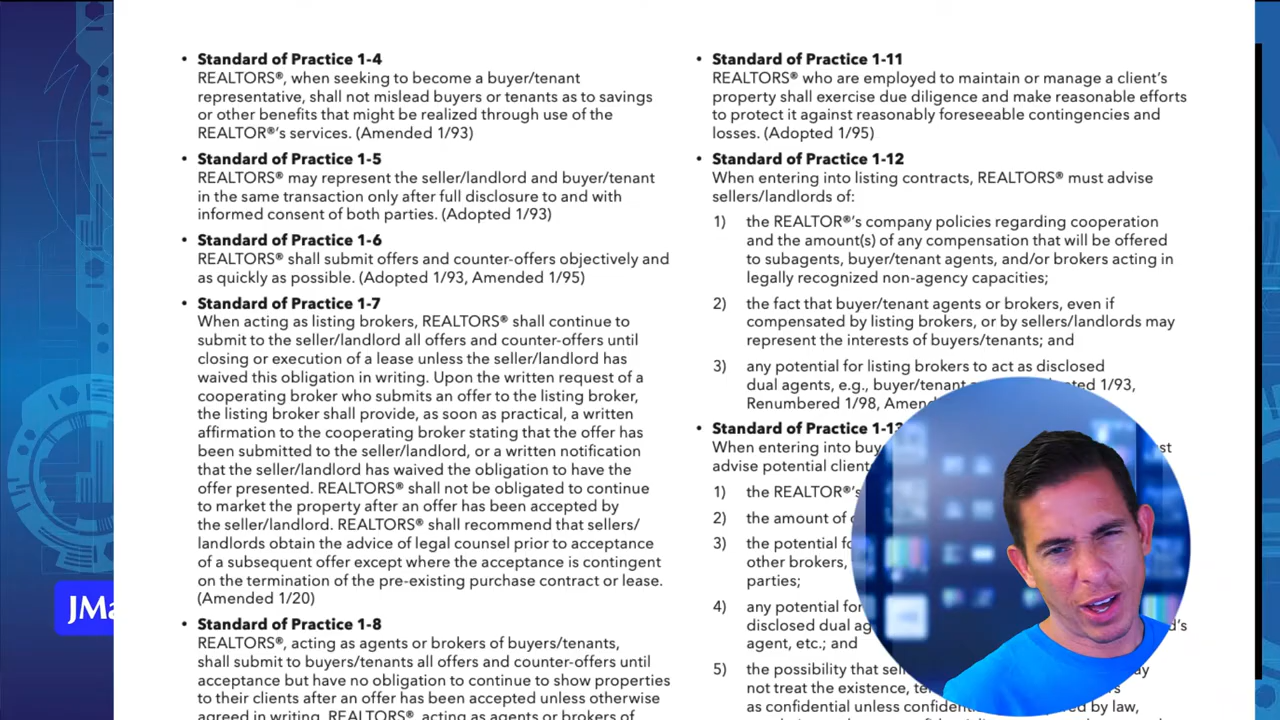 • Standard of Practice 1-4
REALTORS®, when seeking to become a buyer/tenant
representative, shall not mislead buyers or tenants as to savings
or other benefits that might be realized through use of the
REALTOR®'s services. (Amended 1/93)
• Standard of Practice 1-5
REALTORS® may represent the seller/landlord and buyer/tenant
in the same transaction only after full disclosure to and with
informed consent of both parties. (Adopted 1/93)
• Standard of Practice 1-6
REALTORS® shall submit offers and counter-offers objectively and
as quickly as possible. (Adopted 1/93, Amended 1/95)
• Standard of Practice 1-7
When acting as listing brokers, REALTORS® shall continue to
submit to the seller/landlord all offers and counter-offers until
closing or execution of a lease unless the seller/landlord has
waived this obligation in writing. Upon the written request of a
cooperating broker who submits an offer to the listing broker,
the listing broker shall provide, as soon as practical, a written
affirmation to the cooperating broker stating that the offer has
been submitted to the seller/landlord, or a written notification
that the seller/landlord has waived the obligation to have the
offer presented. REALTORS® shall not be obligated to continue
to market the property after an offer has been accepted by
the seller/landlord. REALTORS® shall recommend that sellers/
landlords obtain the advice of legal counsel prior to acceptance
of a subsequent offer except where the acceptance is contingent
on the termination of the pre-existing purchase contract or lease.
(Amended 1/20)
• Standard of Practice 1-8
REALTORS®, acting as agents or brokers of buyers/tenants,
shall submit to buyers/tenants all offers and counter-offers until
acceptance but have no obligation to continue to show properties
to their clients after an offer has been accepted unless otherwise
agreed in writing. REALTORS®, acting as agents or brokers of
• Standard of Practice 1-11
REALTORS® who are employed to maintain or manage a client's
property shall exercise due diligence and make reasonable efforts
to protect it against reasonably foreseeable contingencies and
losses. (Adopted 1/95)
• Standard of Practice 1-12
When entering into listing contracts, REALTORS® must advise
sellers/landlords of:
1) the REALTOR®'s company policies regarding cooperation
and the amount(s) of any compensation that will be offered
to subagents, buyer/tenant agents, and/or brokers acting in
legally recognized non-agency capacities;
2) the fact that buyer/tenant agents or brokers, even if
compensated by listing brokers, or by sellers/landlords may
represent the interests of buyers/tenants; and
3) any potential for listing brokers to act as disclosed
dual agents, e.g., buyer/tenant 1/93,
Renumbered 1/98,
• Standard of Practice
When entering into
advise potential
1) the REALTOR®'s
2) the amount of
3) the potential
other brokers,
parties;
4) any potential for
disclosed dual
agent, etc.; and
5) the possibility that
not treat the existence,
as confidential unless by law,
JMa